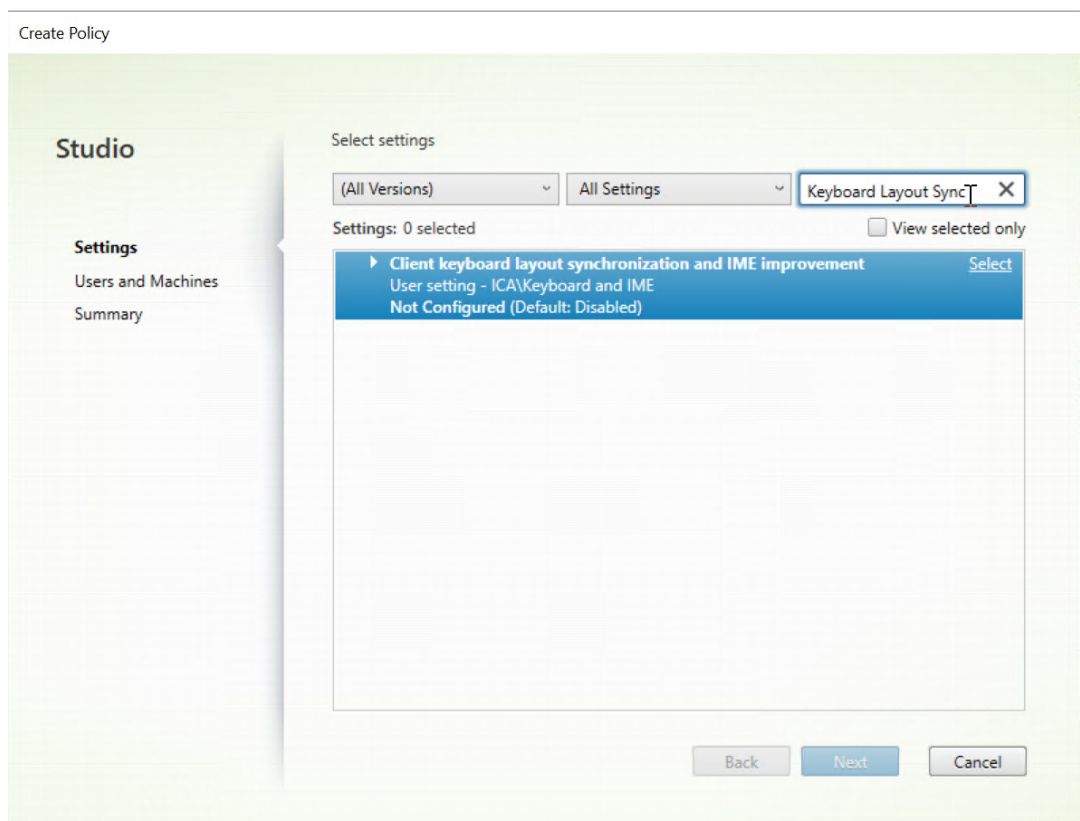 Create Policy
Studio
Settings
Users and Machines
Summary
Select settings
(All Versions) All Settings Keyboard Layout Sync
Settings: 0 selected View selected only
Client keyboard layout synchronization and IME improvement Select
User setting - ICA\Keyboard and IME
Not Configured (Default: Disabled)
Back Next Cancel